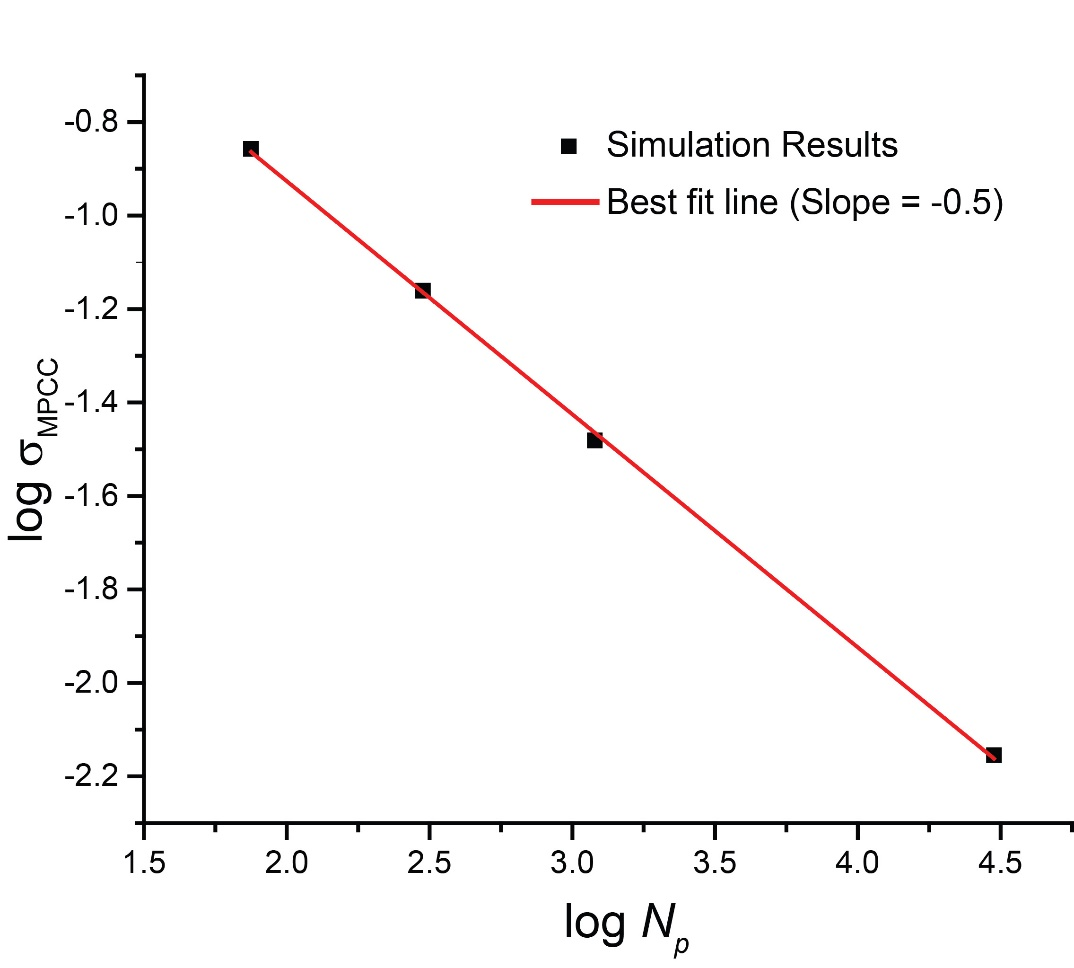 Simulation Results
Best fit line (Slope = -0.5)
log σMPCC
-0.8
-1.0
-1.2
-1.4
-1.6
-1.8
-2.0
-2.2
1.5 2.0 2.5 3.0 3.5 4.0 4.5
log Np